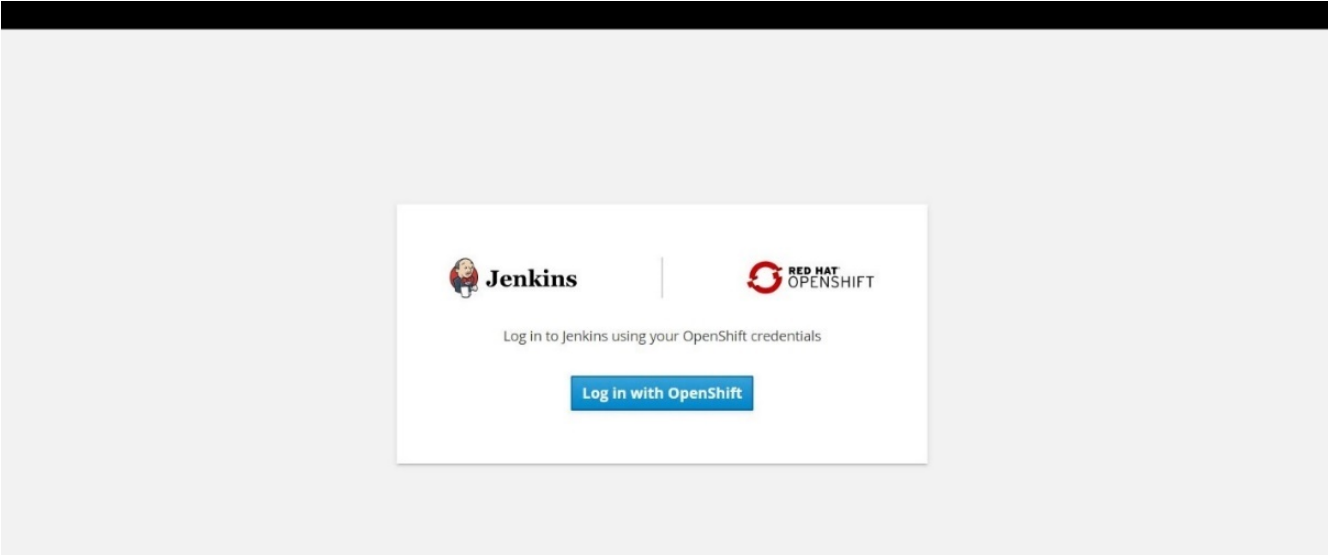 Jenkins
RED HAT
OPENSHIFT
Log in to Jenkins using your OpenShift credentials
Log in with OpenShift